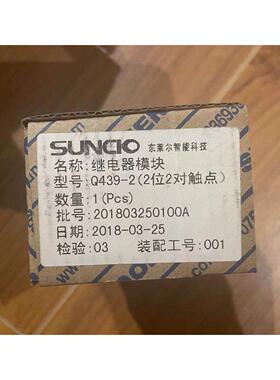 SUNCIO 东莱尔智能科技
名称:继电器模块
型号:Q439-2(2位2对触点)
数量:1(Pcs)
批号:201803250100A
日期:2018-03-25
检验:03 装配工号:001